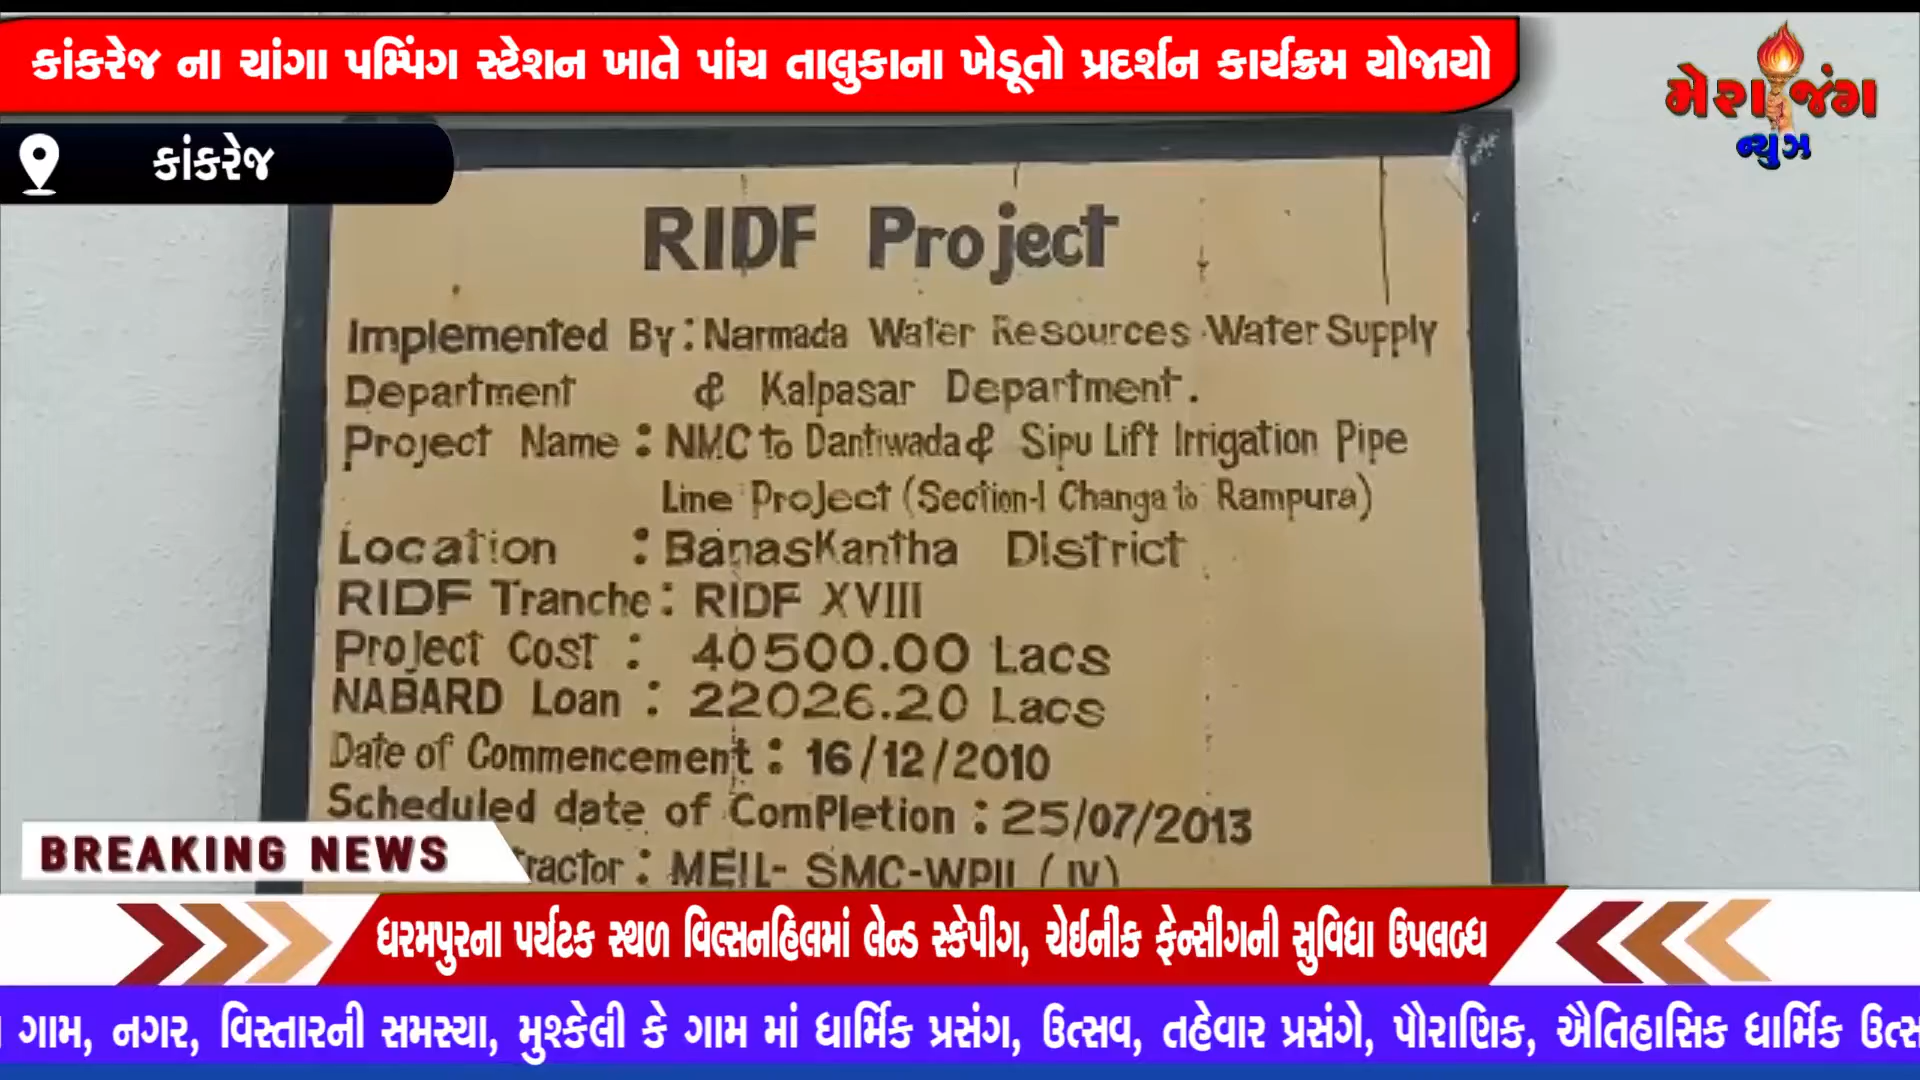 કાંકરેજ ના ચાંગા પમ્પિંગ સ્ટેશન ખાતે પાંચ તાલુકાના ખેડૂતો પ્રદર્શન કાર્યક્રમ યોજાયો
મેરા જંગ
ન્યુઝ
કાંકરેજ
RIDF Project
Implemented By: Narmada Water Resources Water Supply
Department & Kalpasar Department.
Project Name : NMC to Dantiwada & Sipu Lift Irrigation Pipe
Line Project (Section-I Changa to Rampura)
Location : Banaskantha District
RIDF Tranche: RIDF XVIII
Project Cost : 40500.00 Lacs
NABARD Loan : 22026.20 Lacs
Date of Commencement : 16/12/2010
Scheduled date of Completion : 25/07/2013
MEIL- SMC-WPIL (IV)
BREAKING NEWS
ધરમપુરના પર્યટક સ્થળ વિલ્સનહિલમાં લેન્ડ સ્કેપીંગ, ચેઈનીક ફેન્સીંગની સુવિધા ઉપલબ્ધ
ગામ, નગર, વિસ્તારની સમસ્યા, મુશ્કેલી કે ગામ માં ધાર્મિક પ્રસંગ, ઉત્સવ, તહેવાર પ્રસંગે, પૌરાણિક, ઐતિહાસિક ધાર્મિક